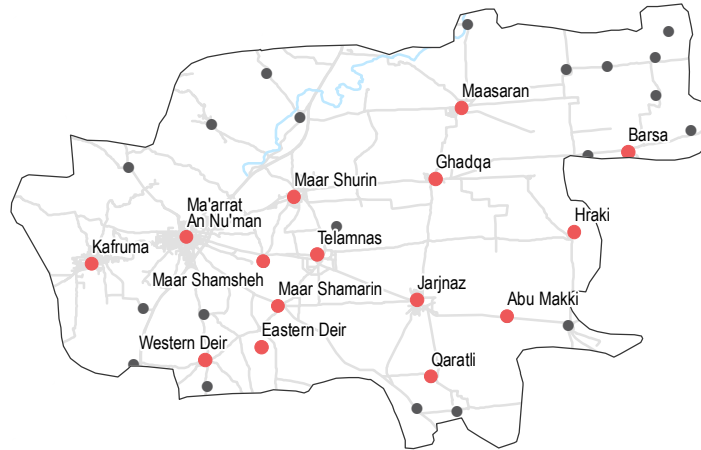 Maasaran
Barsa
Ghadqa
Maar Shurin
Ma'arrat
An Nu'man
Hraki
Kafruma
Telamnas
Maar Shamsheh
Maar Shamarin
Jarjnaz
Abu Makki
Western Deir
Eastern Deir
Qaratli